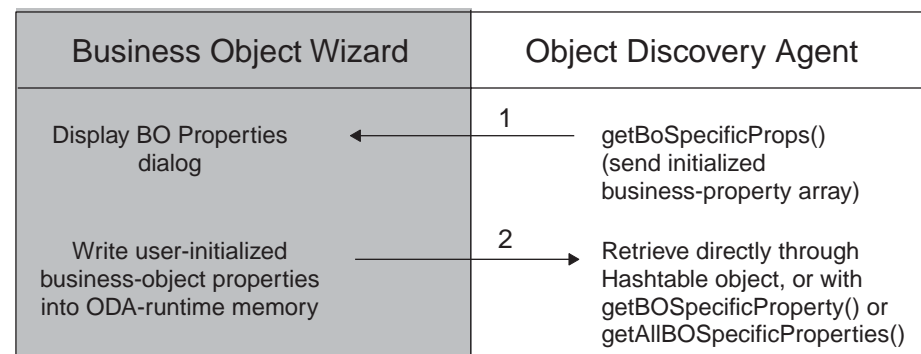 Business Object Wizard
Object Discovery Agent
Display BO Properties
dialog
1
getBoSpecificProps()
(send initialized
business-property array)
Write user-initialized
business-object properties
into ODA-runtime memory
2
Retrieve directly through
Hashtable object, or with
getBOSpecificProperty() or
getAllBOSpecificProperties()